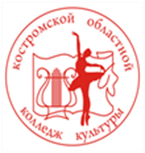 костромской областной
колледж культуры